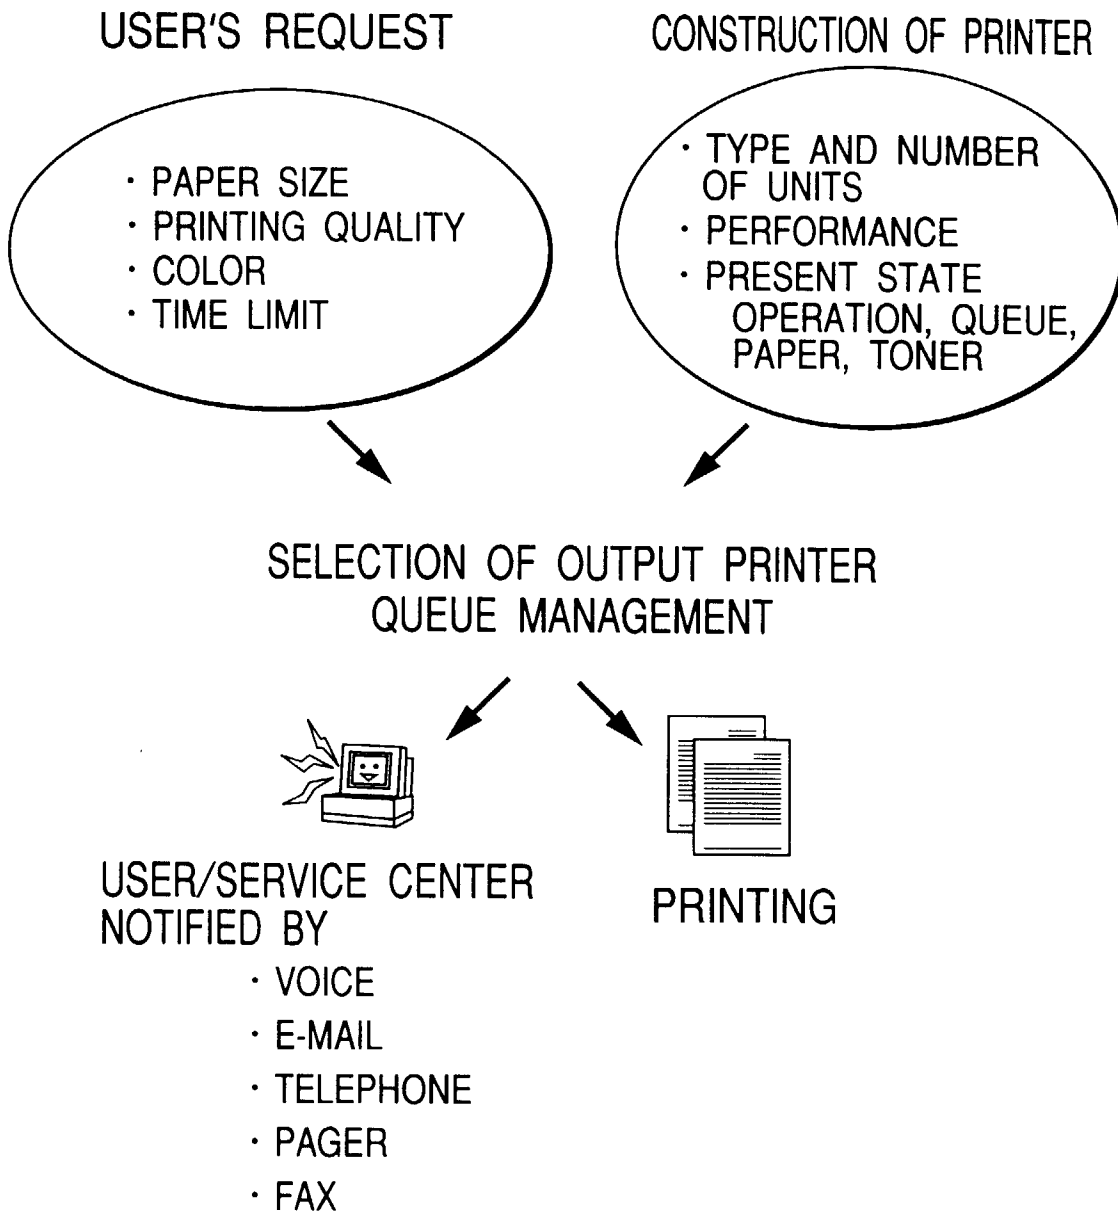 USER'S REQUEST
· PAPER SIZE
· PRINTING QUALITY
· COLOR
· TIME LIMIT
CONSTRUCTION OF PRINTER
· TYPE AND NUMBER
OF UNITS
· PERFORMANCE
· PRESENT STATE
OPERATION, QUEUE,
PAPER, TONER
SELECTION OF OUTPUT PRINTER
QUEUE MANAGEMENT
USER/SERVICE CENTER
NOTIFIED BY
· VOICE
· E-MAIL
· TELEPHONE
· PAGER
· FAX
PRINTING